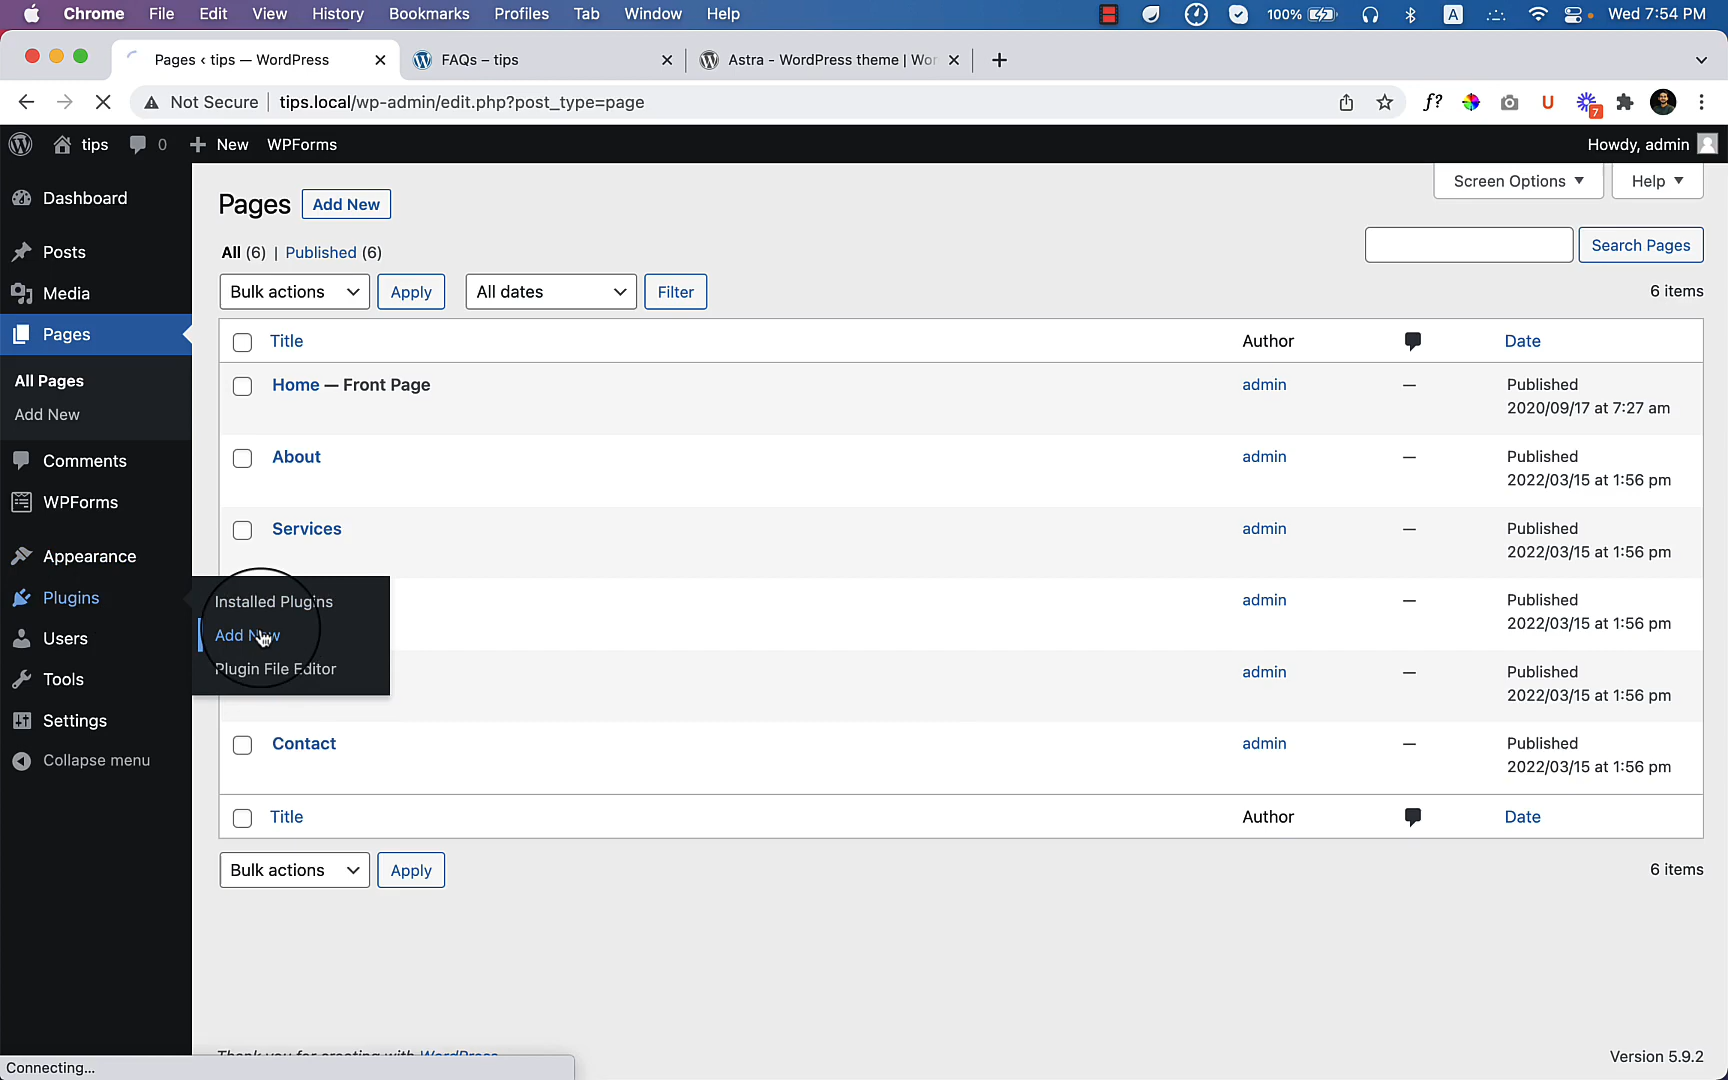 Chrome File Edit View History Bookmarks Profiles Tab Window Help 100% A Wed 7:54 PM
Pages ‹ tips — WordPress
FAQs – tips
Astra - WordPress theme | Wor
Not Secure tips.local/wp-admin/edit.php?post_type=page
f? U 7
tips 0 New WPForms Howdy, admin
Screen Options Help
Dashboard
Posts
Media
Pages
All Pages
Add New
Comments
WPForms
Appearance
Plugins
Users
Tools
Settings
Collapse menu
Installed Plugins
Add New
Plugin File Editor
Pages Add New
All (6) | Published (6)
Search Pages
Bulk actions Apply All dates Filter 6 items
Title Author Date
Home — Front Page admin — Published
2020/09/17 at 7:27 am
About admin — Published
2022/03/15 at 1:56 pm
Services admin — Published
2022/03/15 at 1:56 pm
admin — Published
2022/03/15 at 1:56 pm
admin — Published
2022/03/15 at 1:56 pm
Contact admin — Published
2022/03/15 at 1:56 pm
Title Author Date
Bulk actions Apply 6 items
Thank you for creating with WordPress
Version 5.9.2
Connecting...